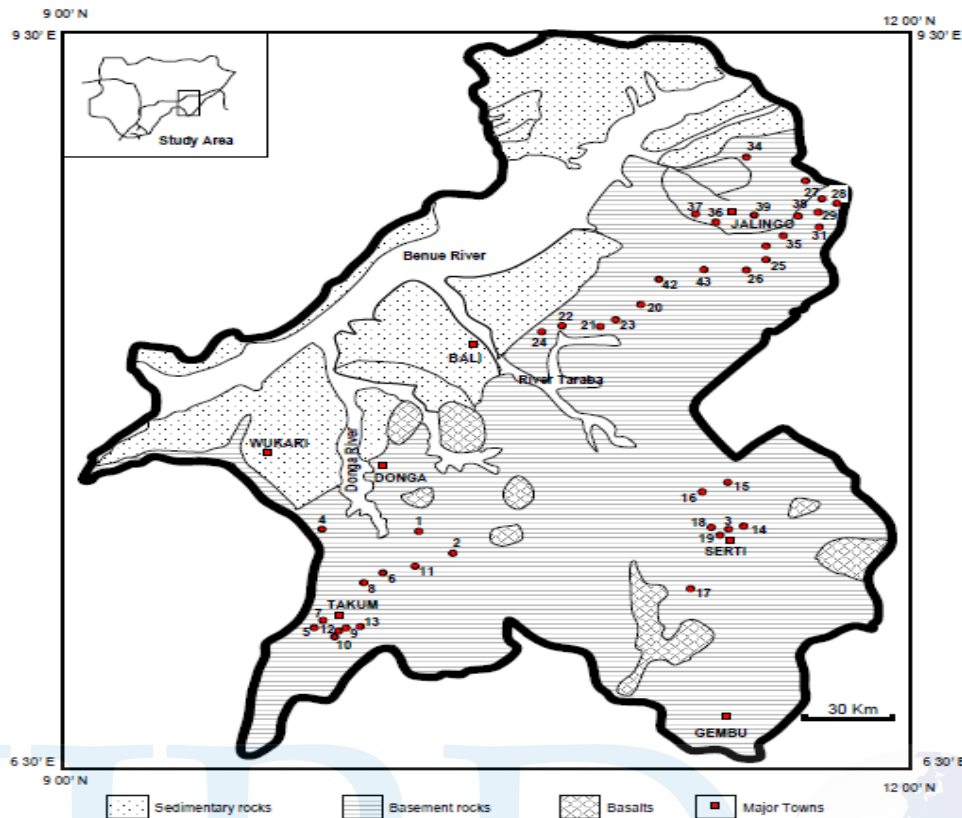 9 00' N
12 00' N
9 30' E
9 30' E
Study Area
34
27
28
37
36
39
38
29
JALINGO
31
35
Benue River
25
26
43
42
20
22
21
23
24
BALI
River Taraba
WUKARI
Donga River
DONGA
15
16
4
1
18
3
14
19
2
SERTI
11
6
8
17
TAKUM
7
5
12
9
13
10
30 Km
GEMBU
6 30' E
6 30' E
9 00' N
12 00' N
Sedimentary rocks
Basement rocks
Basalts
Major Towns